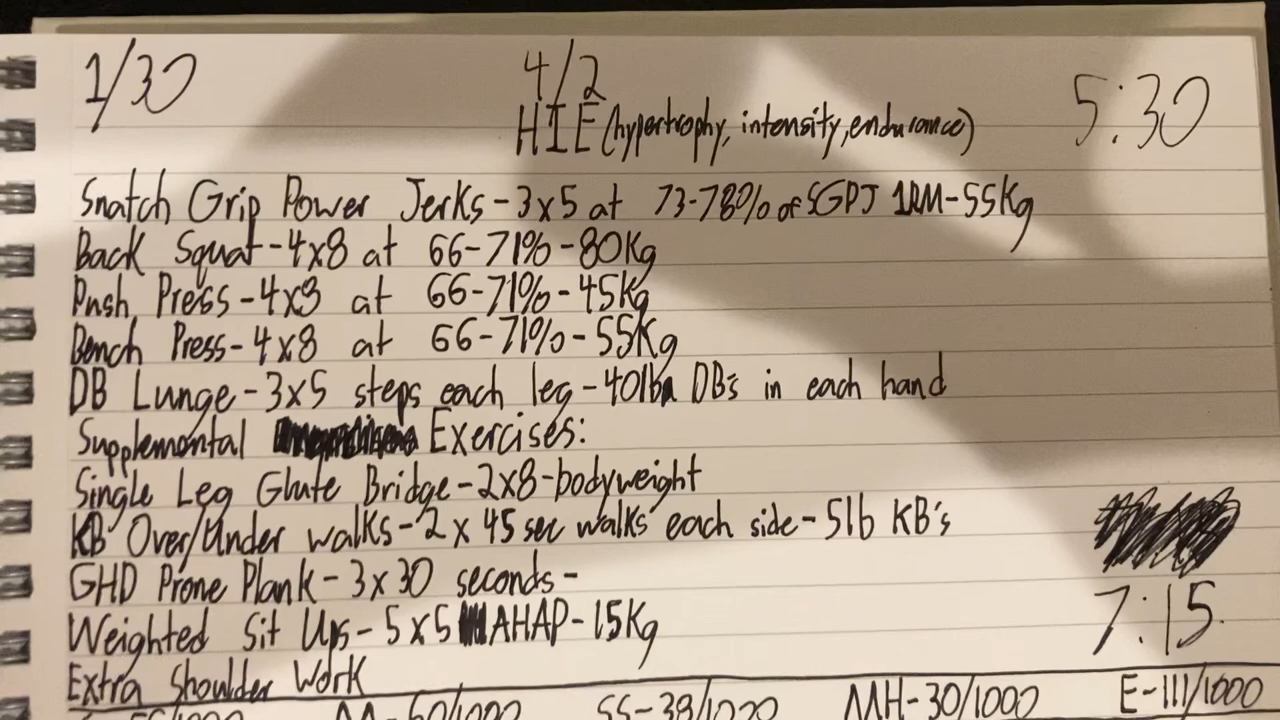 1/30 4/2 5:30
HIE (hypertrophy, intensity, endurance)
Snatch Grip Power Jerks - 3x5 at 73-78% of SGPJ 1RM - 55Kg
Back Squat - 4x8 at 66-71% - 80Kg
Push Press - 4x8 at 66-71% - 45Kg
Bench Press - 4x8 at 66-71% - 55Kg
DB Lunge - 3x5 steps each leg - 40lb DB's in each hand
Supplemental Exercises:
Single Leg Glute Bridge - 2x8 - bodyweight
KB Over/Under walks - 2 x 45 sec walks each side - 5lb KB's
GHD Prone Plank - 3x30 seconds -
Weighted Sit Ups - 5x5 AHAP - 15Kg
7:15
Extra Shoulder Work
MH-30/1000 E-111/1000